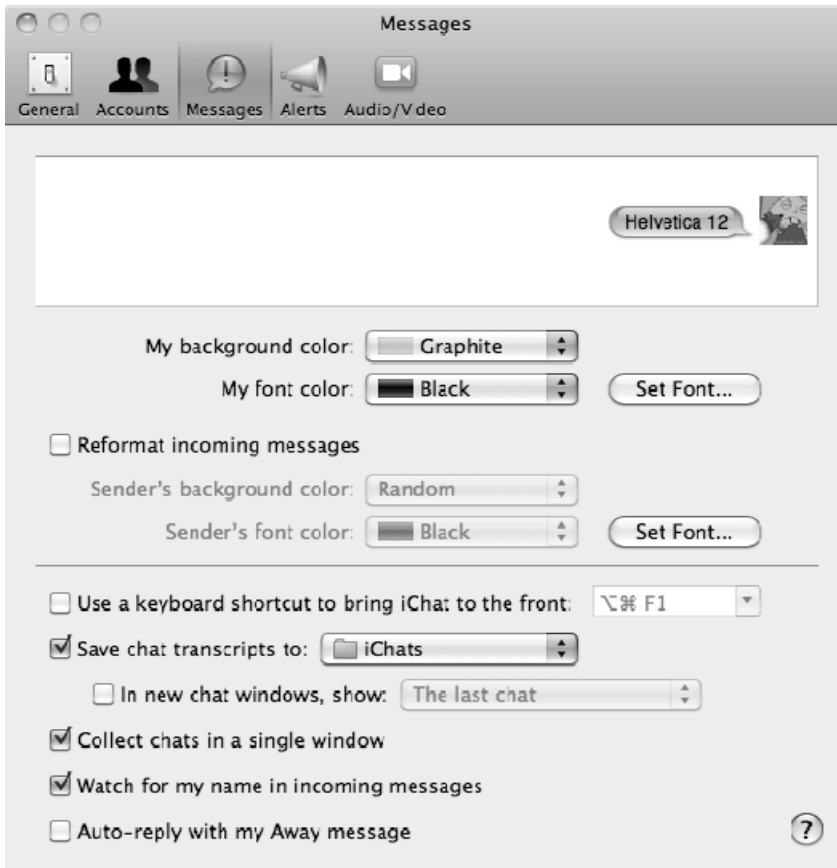 Messages
General Accounts Messages Alerts Audio/Video
Helvetica 12
My background color: Graphite
My font color: Black Set Font...
Reformat incoming messages
Sender's background color: Random
Sender's font color: Black Set Font...
Use a keyboard shortcut to bring iChat to the front: ⌥⌘ F1
Save chat transcripts to: iChats
In new chat windows, show: The last chat
Collect chats in a single window
Watch for my name in incoming messages
Auto-reply with my Away message ?